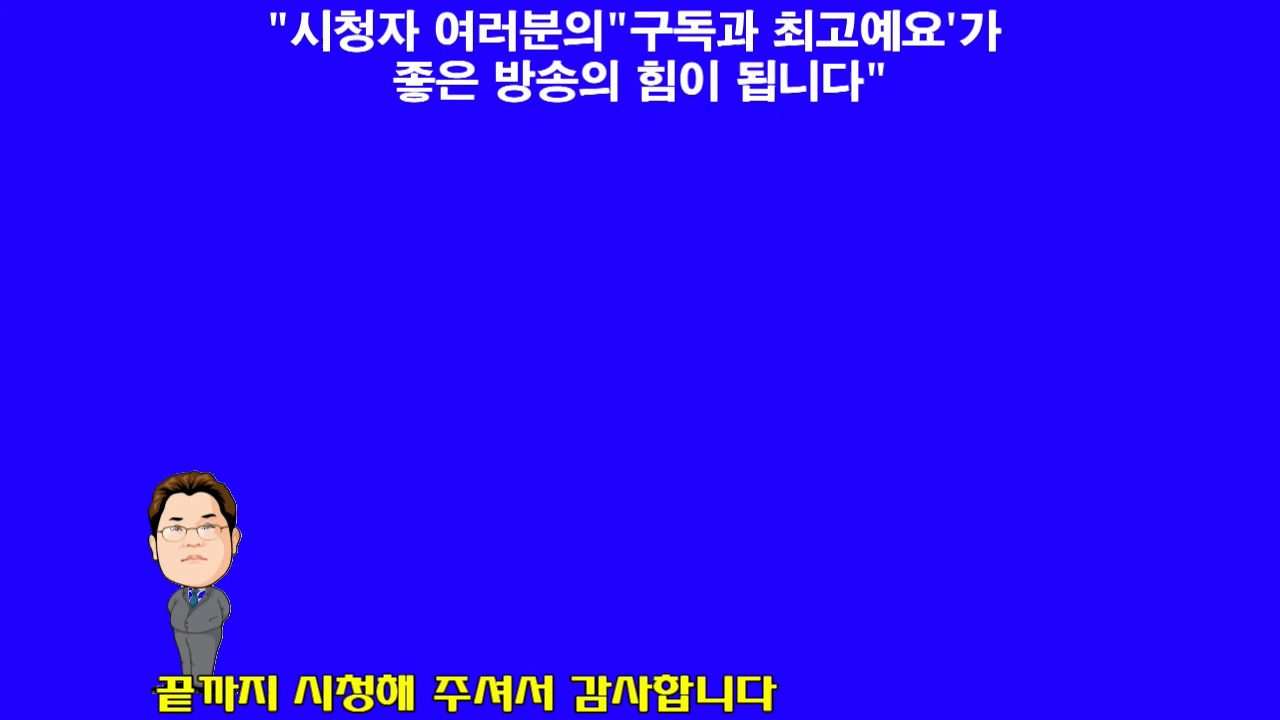 "시청자 여러분의"구독과 최고예요'가
좋은 방송의 힘이 됩니다"
끝까지 시청해 주셔서 감사합니다